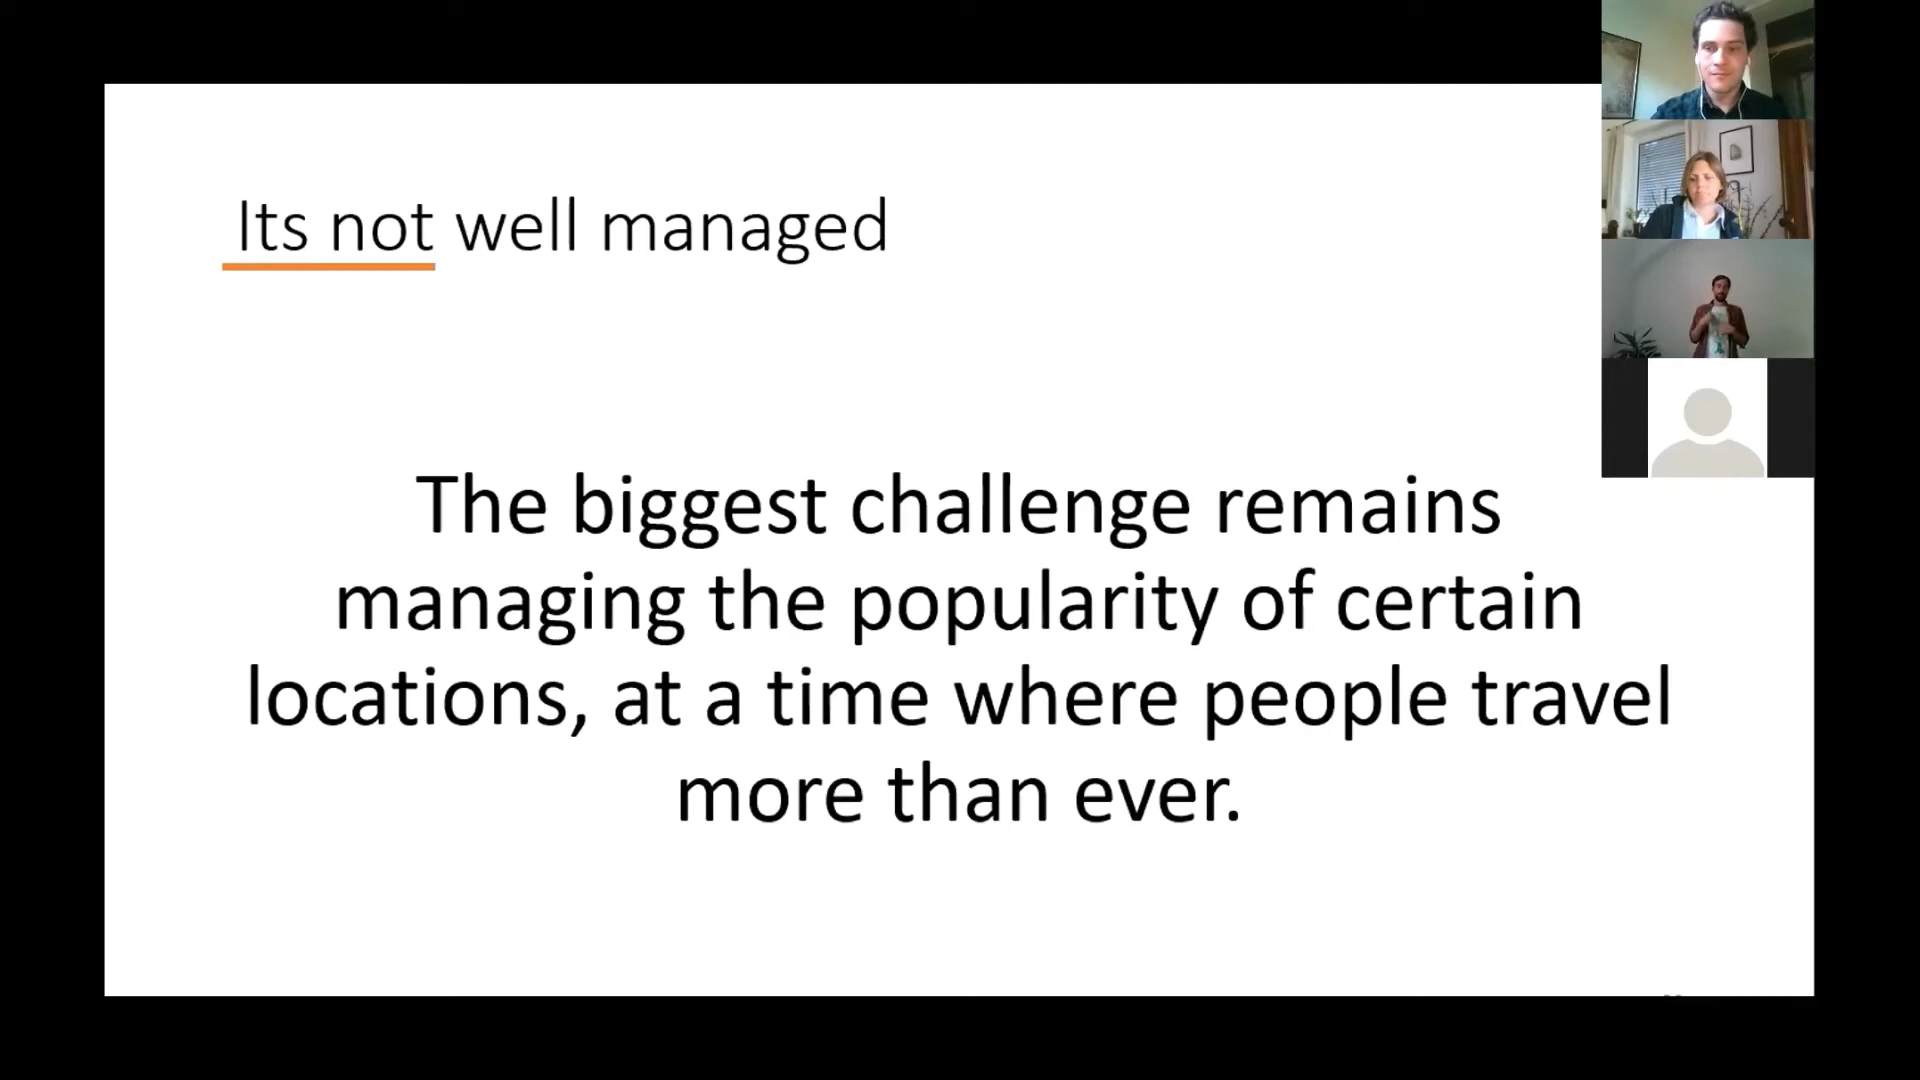 Its not well managed
The biggest challenge remains
managing the popularity of certain
locations, at a time where people travel
more than ever.